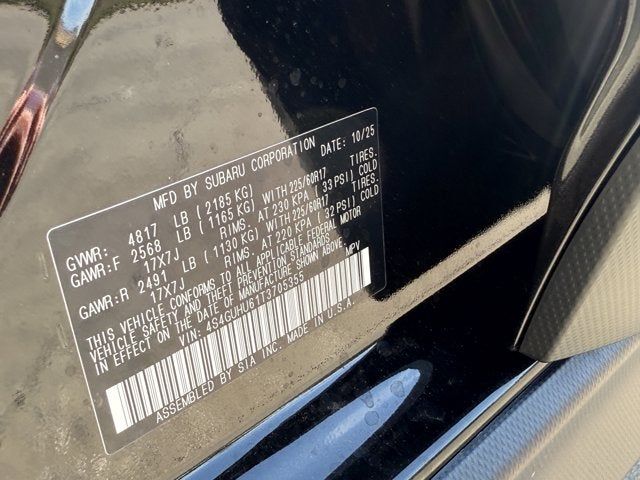 MFD BY SUBARU CORPORATION DATE: 10/25
GVWR: 4817 LB ( 2185 KG)
GAWR:F 2568 LB ( 1165 KG) WITH 225/60R17 TIRES.
17X7J RIMS. AT 230 KPA ( 33 PSI) COLD
GAWR:R 2491 LB ( 1130 KG) WITH 225/60R17 TIRES.
17X7J RIMS. AT 220 KPA ( 32 PSI) COLD
THIS VEHICLE CONFORMS TO ALL APPLICABLE FEDERAL MOTOR
VEHICLE SAFETY AND THEFT PREVENTION STANDARDS
IN EFFECT ON THE DATE OF MANUFACTURE SHOWN ABOVE.
VIN: 4S4GUHU61T3705355 MPV
ASSEMBLED BY SIA INC. MADE IN U.S.A.